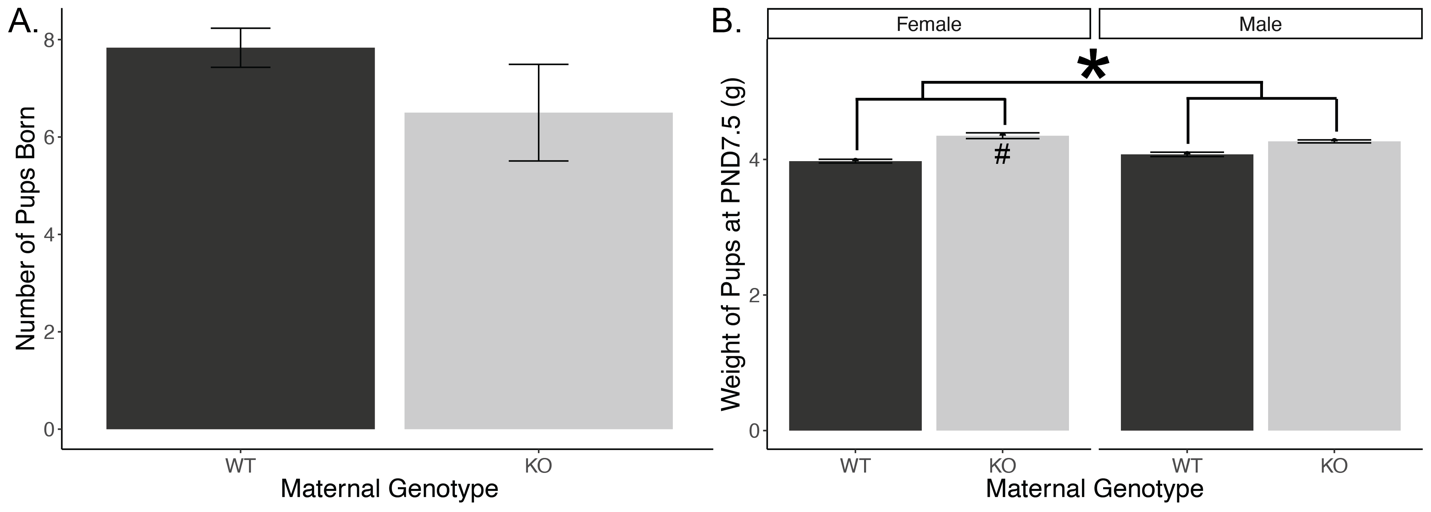 A.
Number of Pups Born
8
6
4
2
0
WT
KO
Maternal Genotype
B.
Female
Male
*
#
Weight of Pups at PND7.5 (g)
4
2
0
WT
KO
WT
KO
Maternal Genotype